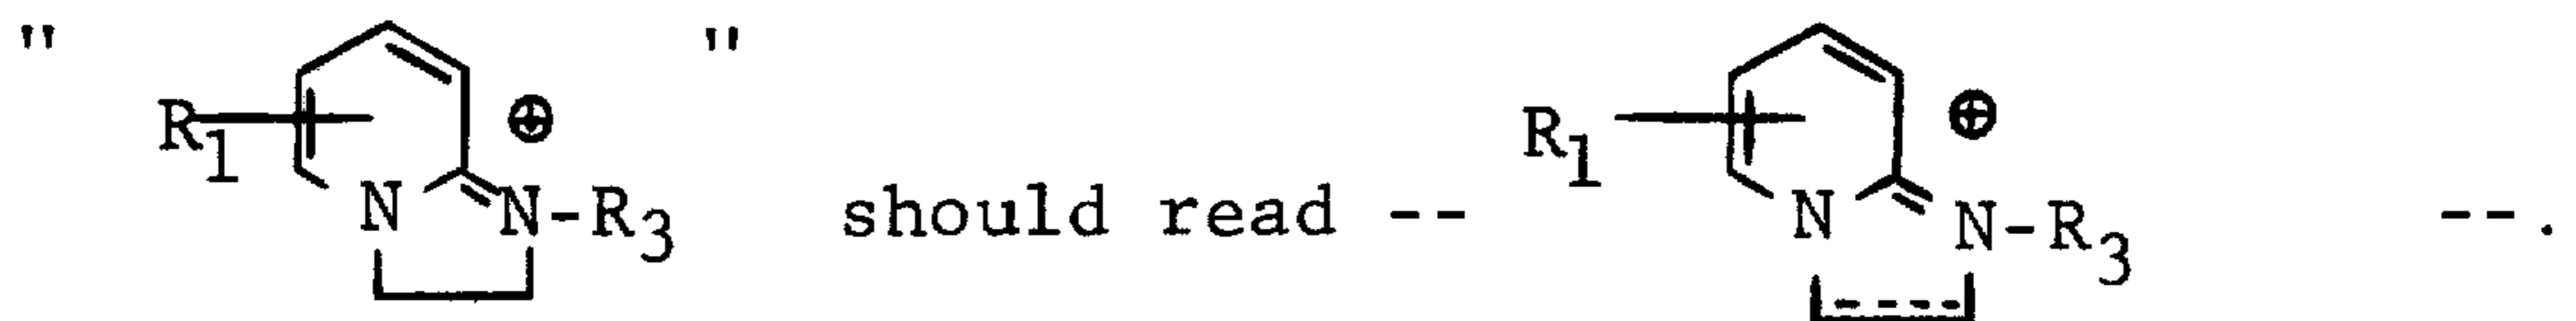 " R1 ⊕ N N-R3 " should read -- R1 ⊕ N N-R3 --.